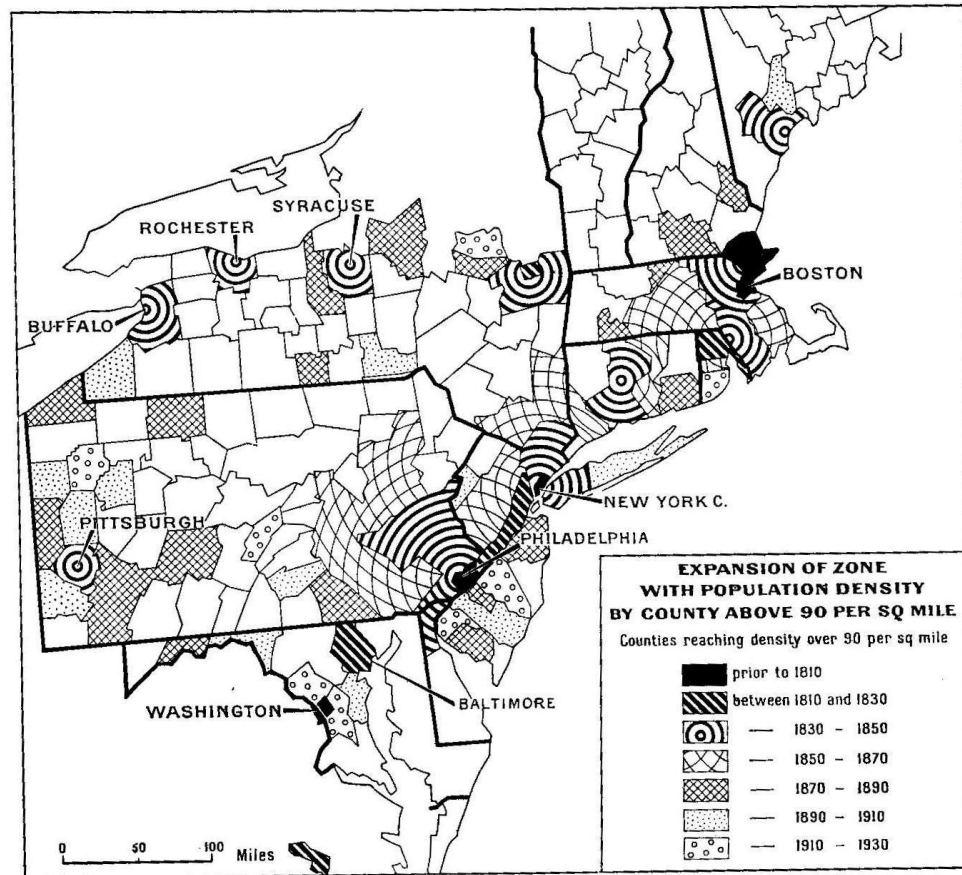 SYRACUSE
ROCHESTER
BUFFALO
BOSTON
NEW YORK C.
PITTSBURGH
PHILADELPHIA
BALTIMORE
WASHINGTON
0 50 100
Miles
EXPANSION OF ZONE
WITH POPULATION DENSITY
BY COUNTY ABOVE 90 PER SQ MILE
Counties reaching density over 90 per sq mile
prior to 1810
between 1810 and 1830
— 1830 - 1850
— 1850 - 1870
— 1870 - 1890
— 1890 - 1910
— 1910 - 1930